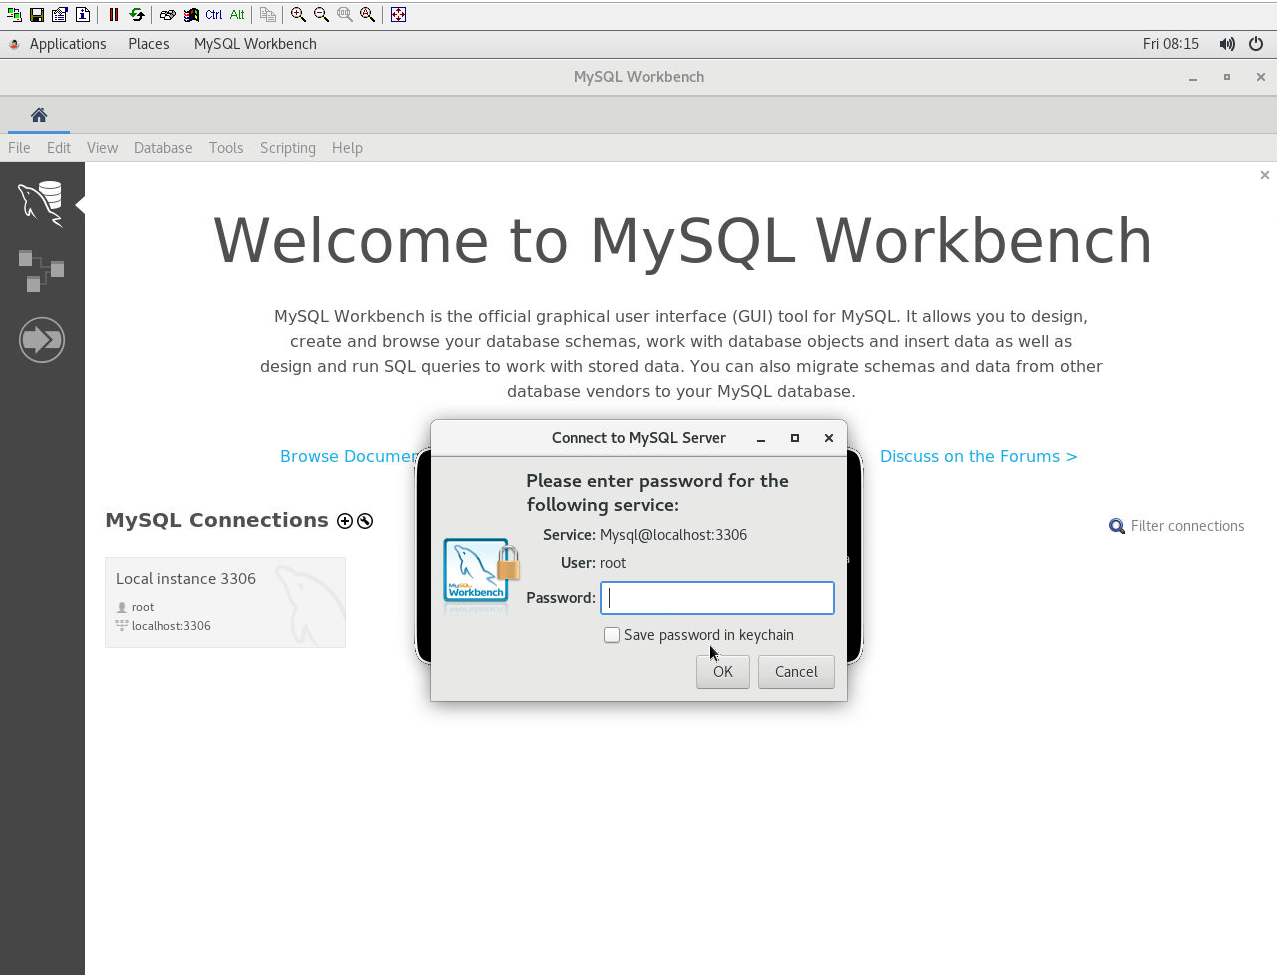 Ctrl Alt
Applications Places MySQL Workbench Fri 08:15
MySQL Workbench
File Edit View Database Tools Scripting Help
Welcome to MySQL Workbench
MySQL Workbench is the official graphical user interface (GUI) tool for MySQL. It allows you to design,
create and browse your database schemas, work with database objects and insert data as well as
design and run SQL queries to work with stored data. You can also migrate schemas and data from other
database vendors to your MySQL database.
Browse Documen
Discuss on the Forums >
MySQL Connections
Filter connections
Local instance 3306
root
localhost:3306
Connect to MySQL Server
Please enter password for the
following service:
Service: Mysql@localhost:3306
User: root
Password:
Save password in keychain
OK Cancel
MySQL
Workbench